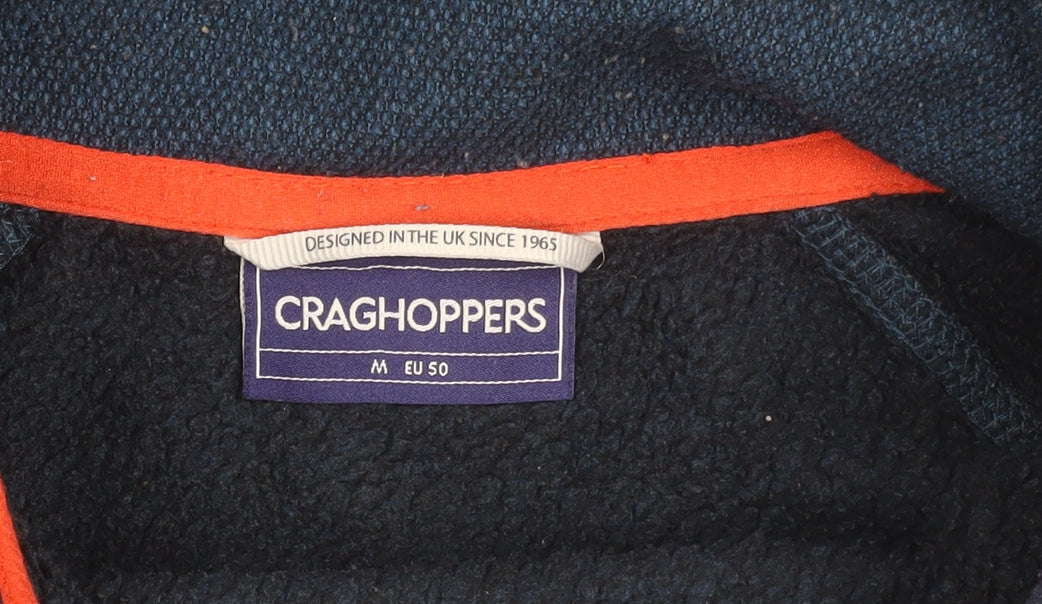 DESIGNED IN THE UK SINCE 1965
CRAGHOPPERS
M EU 50